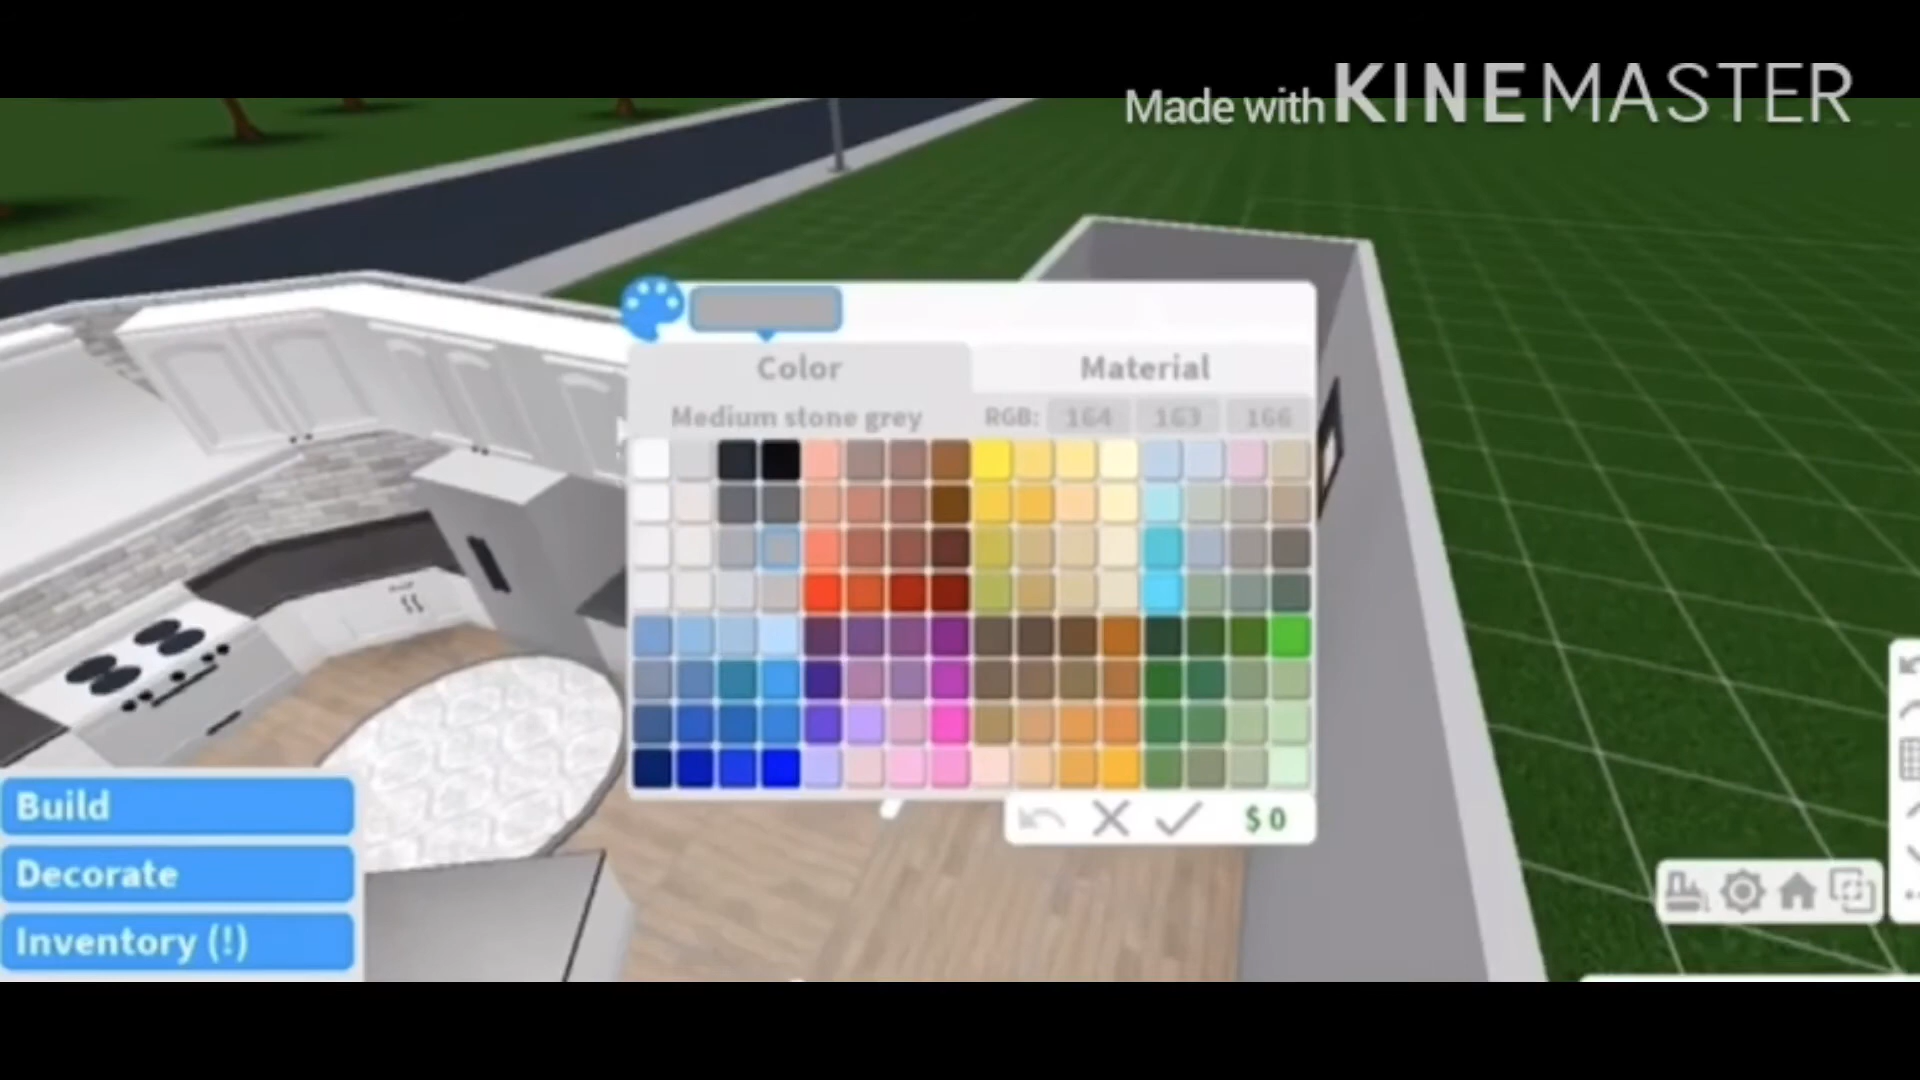 Made with KINEMASTER
Color
Material
Medium stone grey
RGB: 164 163 166
Build
$0
Decorate
Inventory (!)